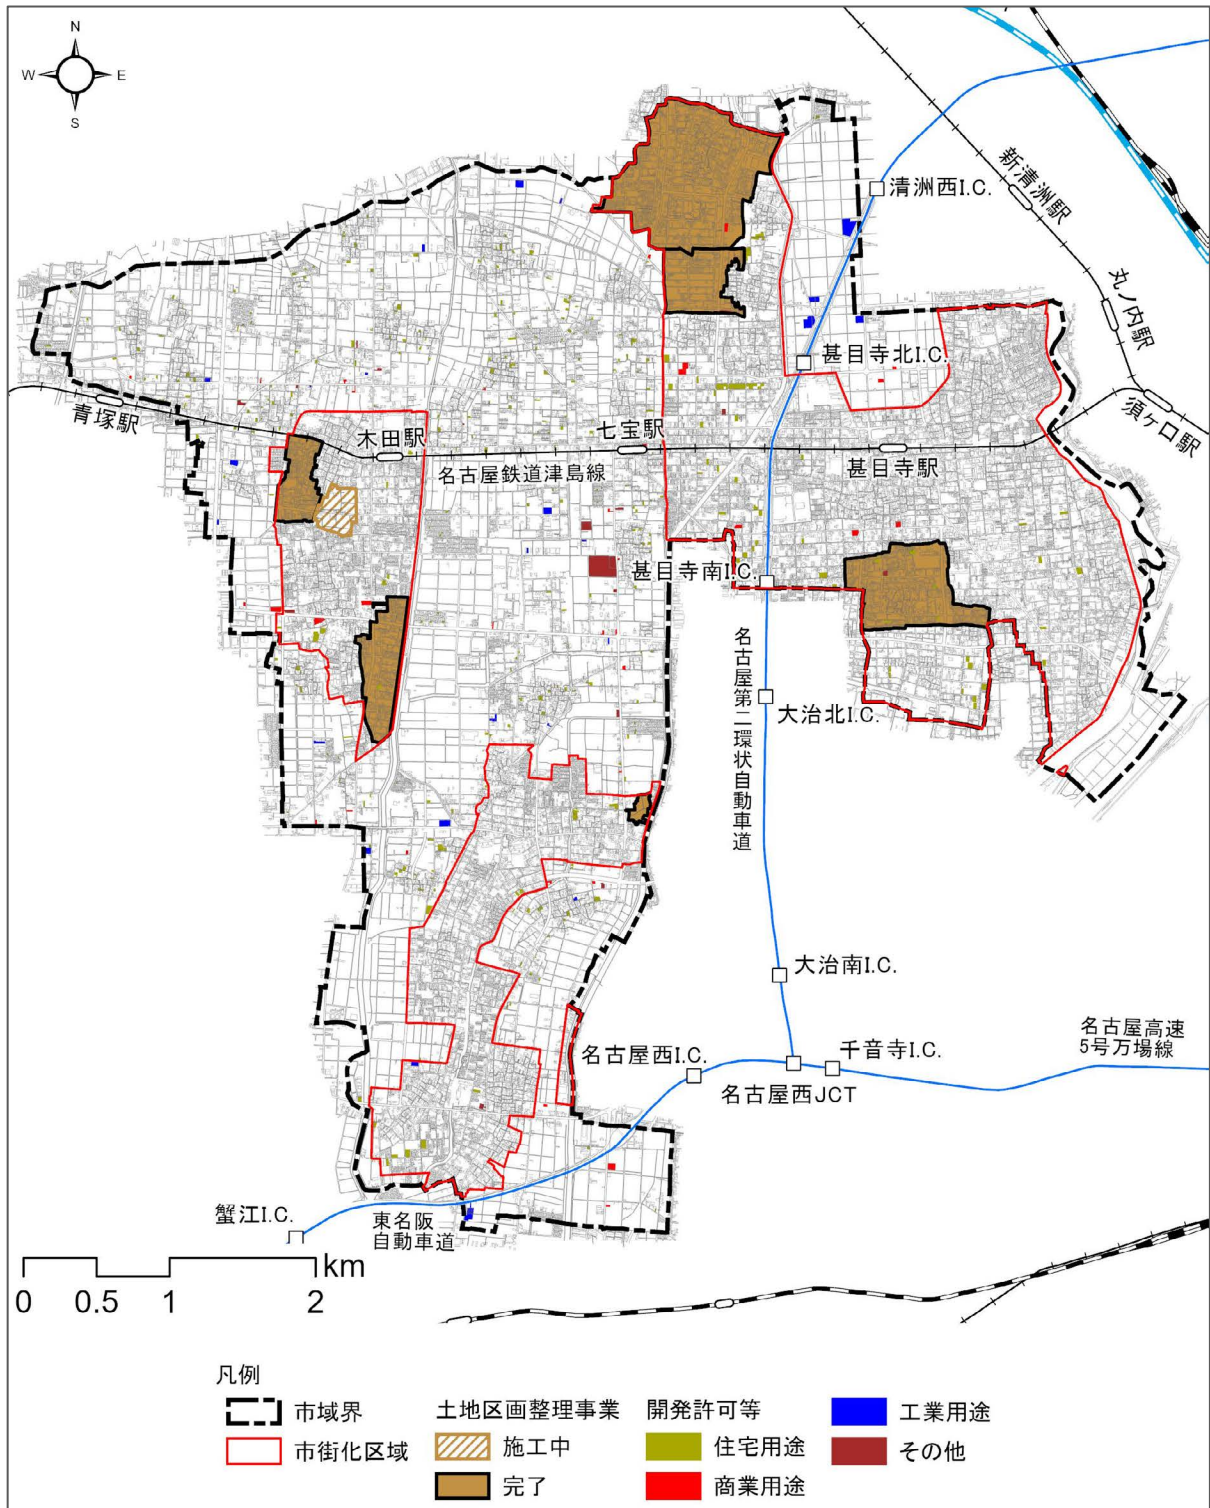 N
W
E
S
新清洲駅
清洲西I.C.
丸ノ内駅
甚目寺北I.C.
須ヶ口駅
青塚駅
木田駅
七宝駅
甚目寺駅
名古屋鉄道津島線
甚目寺南I.C.
名古屋第二環状自動車道
大治北I.C.
大治南I.C.
名古屋高速
5号万場線
名古屋西I.C.
千音寺I.C.
名古屋西JCT
蟹江I.C.
東名阪
自動車道
km
0 0.5 1 2
凡例
市域界
市街化区域
土地区画整理事業
施工中
完了
開発許可等
住宅用途
商業用途
工業用途
その他